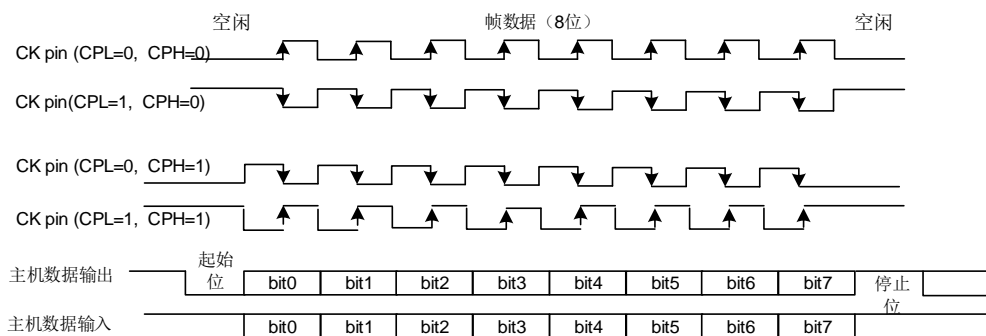 空闲 帧数据（8位） 空闲
CK pin (CPL=0, CPH=0)
CK pin(CPL=1, CPH=0)
CK pin (CPL=0, CPH=1)
CK pin (CPL=1, CPH=1)
起始
主机数据输出 位 bit0 bit1 bit2 bit3 bit4 bit5 bit6 bit7 停止
位
主机数据输入 bit0 bit1 bit2 bit3 bit4 bit5 bit6 bit7